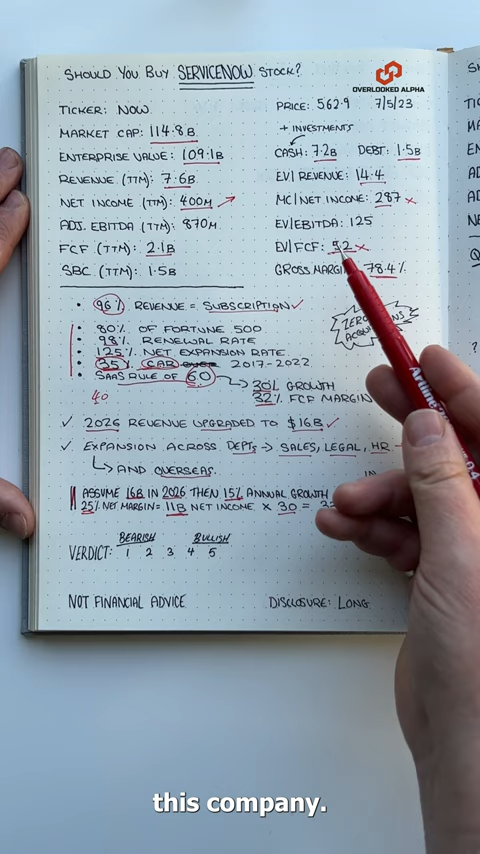 SHOULD YOU BUY SERVICENOW STOCK?
OVERLOOKED ALPHA
TICKER: NOW
PRICE: 562.9 7/5/23
MARKET CAP: 114.8B
+ INVESTMENTS
ENTERPRISE VALUE: 109.1B
CASH: 7.2B DEBT: 1.5B
REVENUE (TTM): 7.6B
EV/REVENUE: 14.4
NET INCOME (TTM): 400M
MC/NET INCOME: 287 x
ADJ. EBITDA (TTM): 870M
EV/EBITDA: 125
FCF (TTM): 2.1B
EV/FCF: 52 x
SBC (TTM): 1.5B
GROSS MARGIN: 78.4%
• 96% REVENUE = SUBSCRIPTION ✓
• 80% OF FORTUNE 500
• 98% RENEWAL RATE
• 125% NET EXPANSION RATE
• 35% CAR OVER 2017-2022
• SAAS RULE OF 60
→ 30% GROWTH
40
32% FCF MARGIN
✓ 2026 REVENUE UPGRADED TO $16B ✓
✓ EXPANSION ACROSS DEPTS → SALES, LEGAL, HR
↳ AND OVERSEAS.
IN
ASSUME 16B IN 2026 THEN 15% ANNUAL GROWTH
25% NET MARGIN = 11B NET INCOME X 30 =
BEARISH BULLISH
VERDICT: 1 2 3 4 5
NOT FINANCIAL ADVICE
DISCLOSURE: LONG
this company.